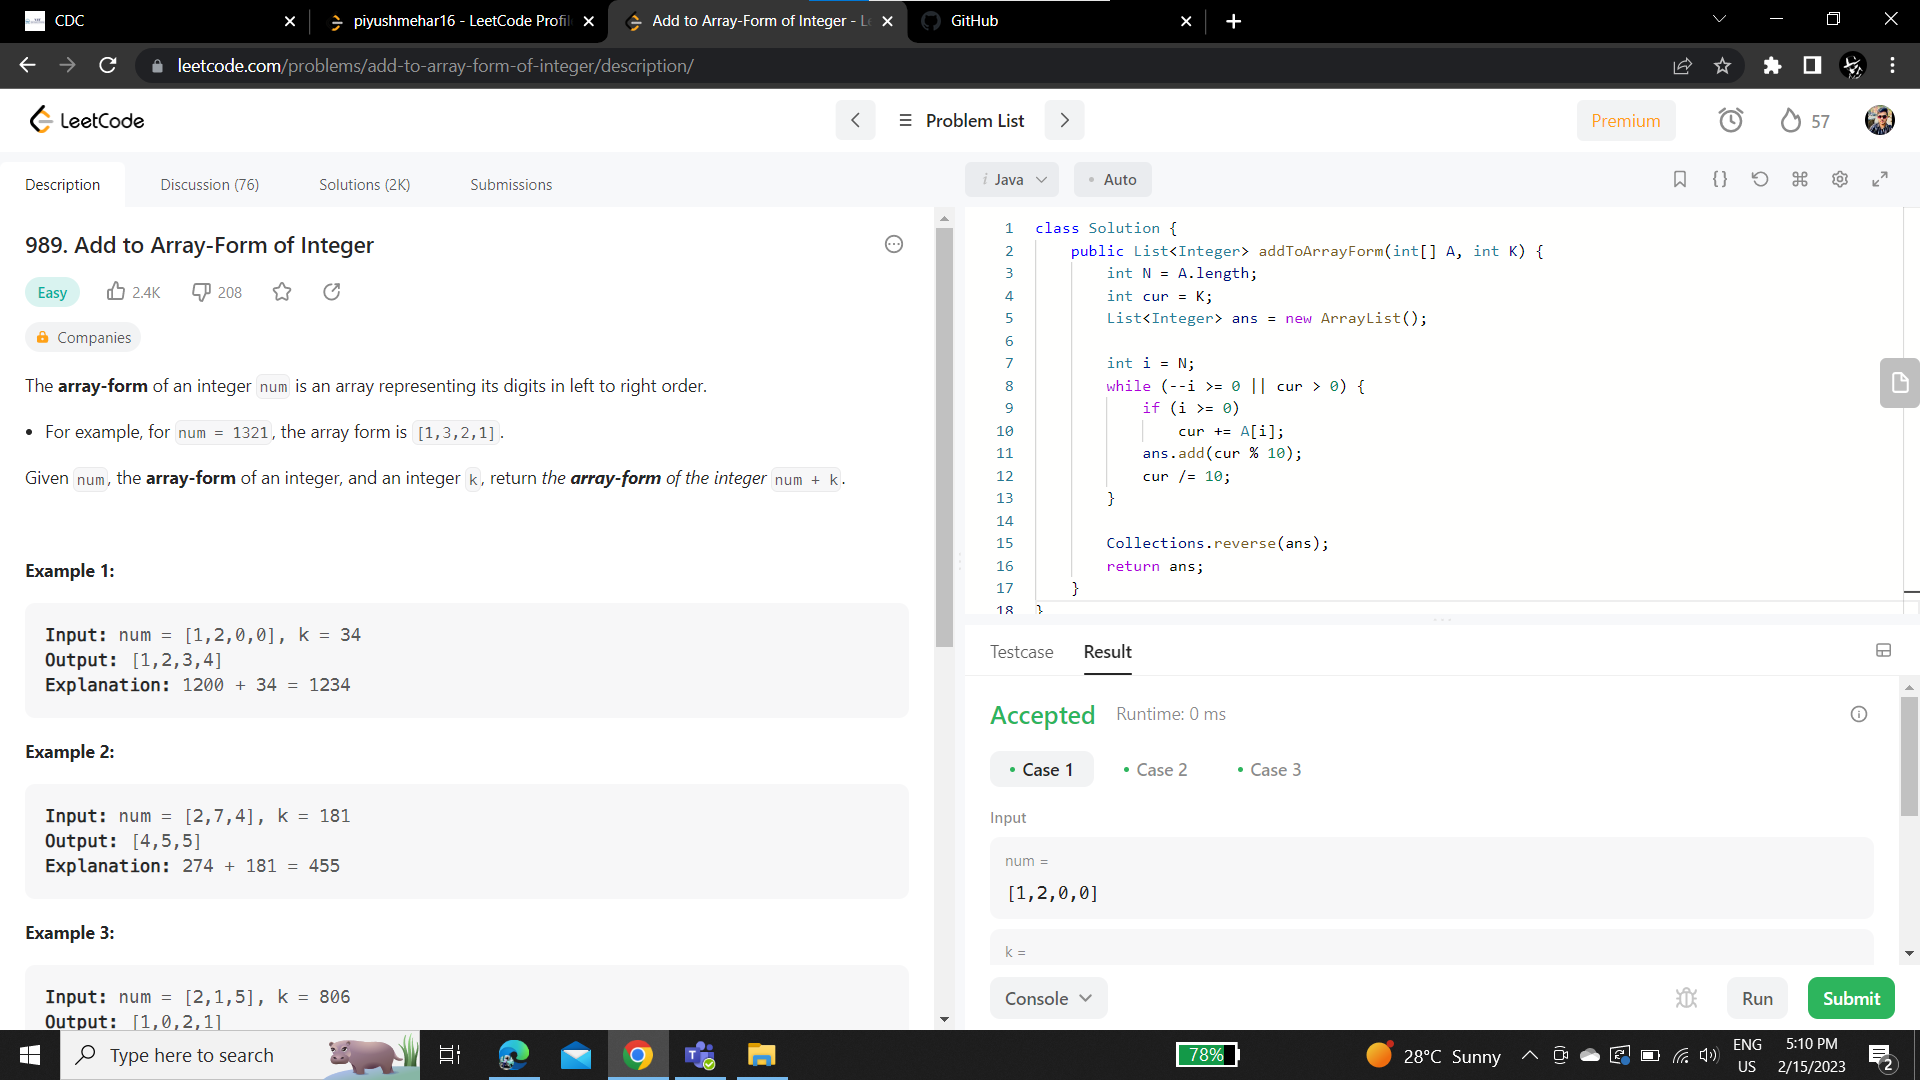 CDC
piyushmehar16 - LeetCode Profil
Add to Array-Form of Integer - Le
GitHub
leetcode.com/problems/add-to-array-form-of-integer/description/
LeetCode
Problem List
Premium
57
Description
Discussion (76)
Solutions (2K)
Submissions
989. Add to Array-Form of Integer
Easy
2.4K
208
Companies
The array-form of an integer num is an array representing its digits in left to right order.
• For example, for num = 1321, the array form is [1,3,2,1].
Given num, the array-form of an integer, and an integer k, return the array-form of the integer num + k.
Example 1:
Input: num = [1,2,0,0], k = 34
Output: [1,2,3,4]
Explanation: 1200 + 34 = 1234
Example 2:
Input: num = [2,7,4], k = 181
Output: [4,5,5]
Explanation: 274 + 181 = 455
Example 3:
Input: num = [2,1,5], k = 806
Output: [1,0,2,1]
i Java
• Auto
{}
1 class Solution {
2 public List<Integer> addToArrayForm(int[] A, int K) {
3 int N = A.length;
4 int cur = K;
5 List<Integer> ans = new ArrayList();
6
7 int i = N;
8 while (--i >= 0 || cur > 0) {
9 if (i >= 0)
10 cur += A[i];
11 ans.add(cur % 10);
12 cur /= 10;
13 }
14
15 Collections.reverse(ans);
16 return ans;
17 }
18 }
Testcase
Result
Accepted
Runtime: 0 ms
• Case 1
• Case 2
• Case 3
Input
num =
[1,2,0,0]
k =
Console
Run
Submit
Type here to search
78%
28°C Sunny
ENG
US
5:10 PM
2/15/2023
2